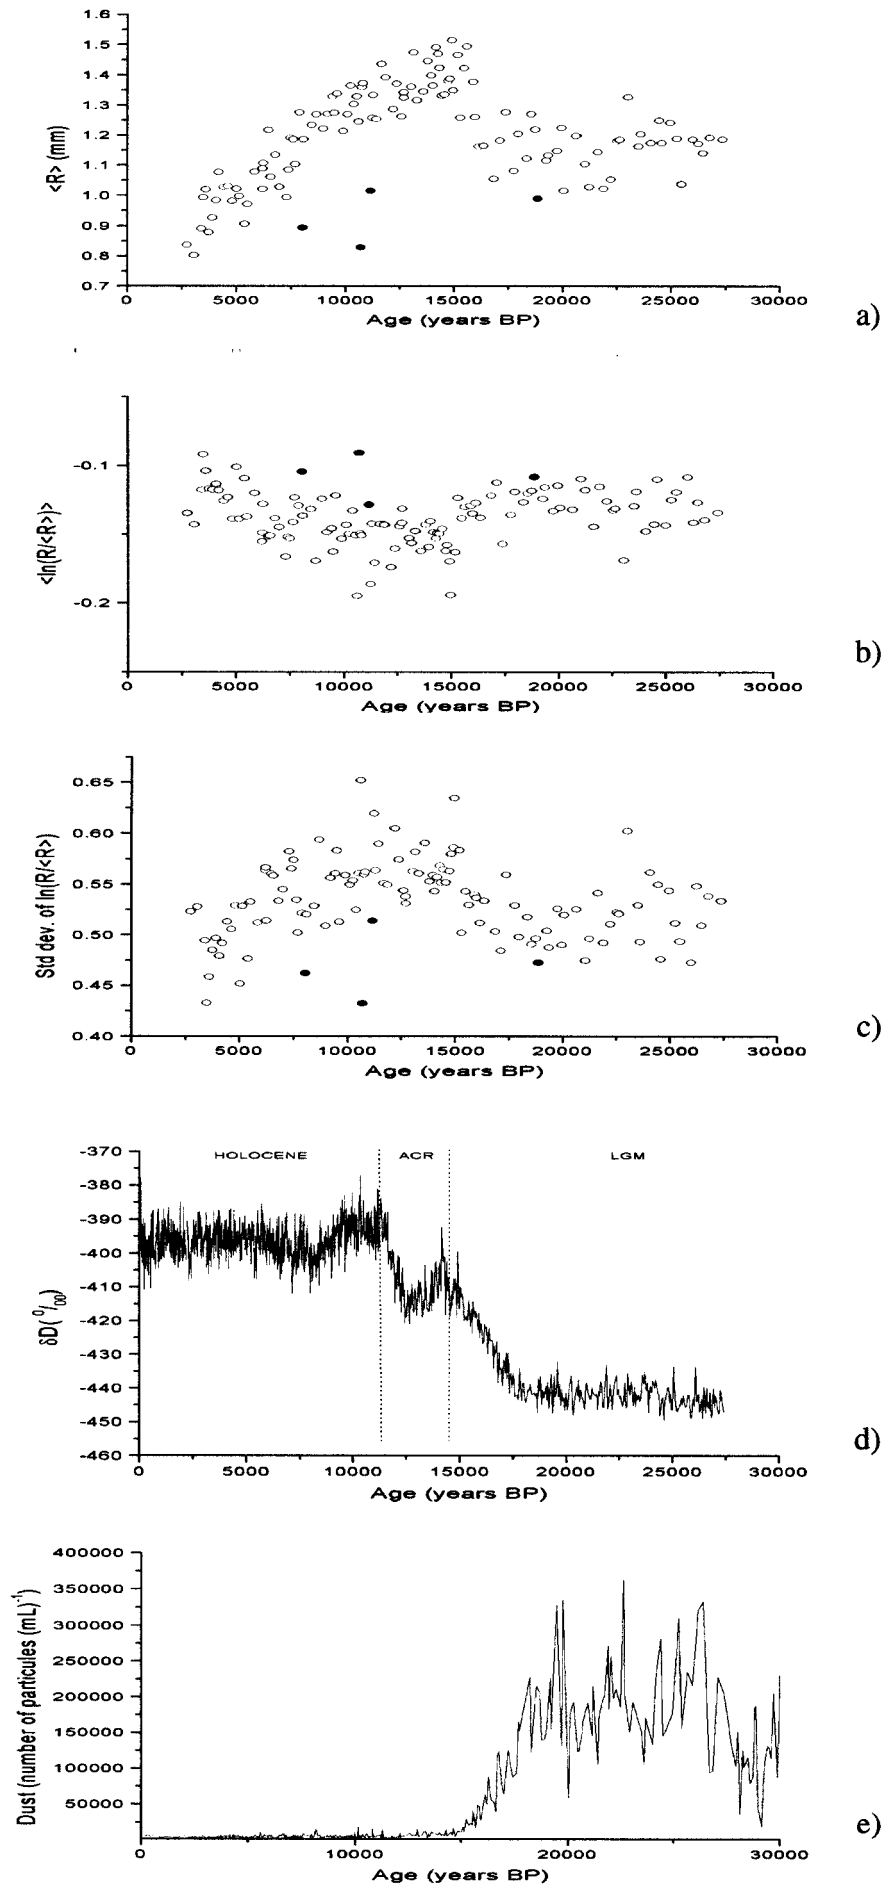 1.6
1.5
1.4
1.3
1.2
1.1
1.0
0.9
0.8
0.7
<R> (mm)
0 5000 10000 15000 20000 25000 30000
Age (years BP)
a)
-0.1
-0.2
<ln(R/<R>)>
0 5000 10000 15000 20000 25000 30000
Age (years BP)
b)
0.65
0.60
0.55
0.50
0.45
0.40
Std dev. of ln(R/<R>)
0 5000 10000 15000 20000 25000 30000
Age (years BP)
c)
HOLOCENE ACR LGM
-370
-380
-390
-400
-410
-420
-430
-440
-450
-460
δD(⁰/₀₀)
0 5000 10000 15000 20000 25000 30000
Age (years BP)
d)
400000
350000
300000
250000
200000
150000
100000
50000
Dust (number of particules (mL)⁻¹)
0 10000 20000 30000
Age (years BP)
e)